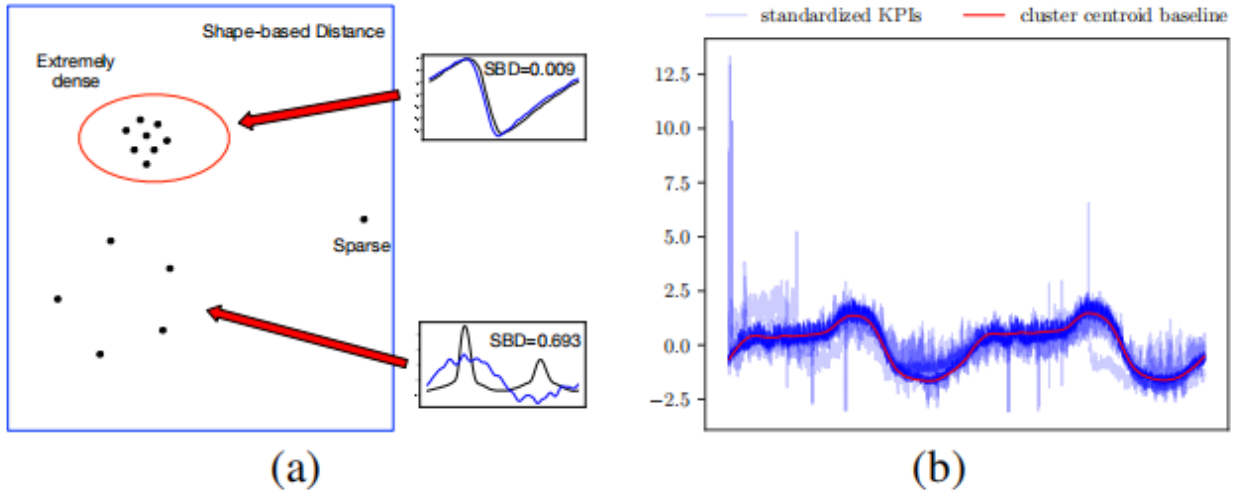 Shape-based Distance
Extremely
dense
SBD=0.009
Sparse
SBD=0.693
(a)
standardized KPIs
cluster centroid baseline
12.5
10.0
7.5
5.0
2.5
0.0
−2.5
(b)